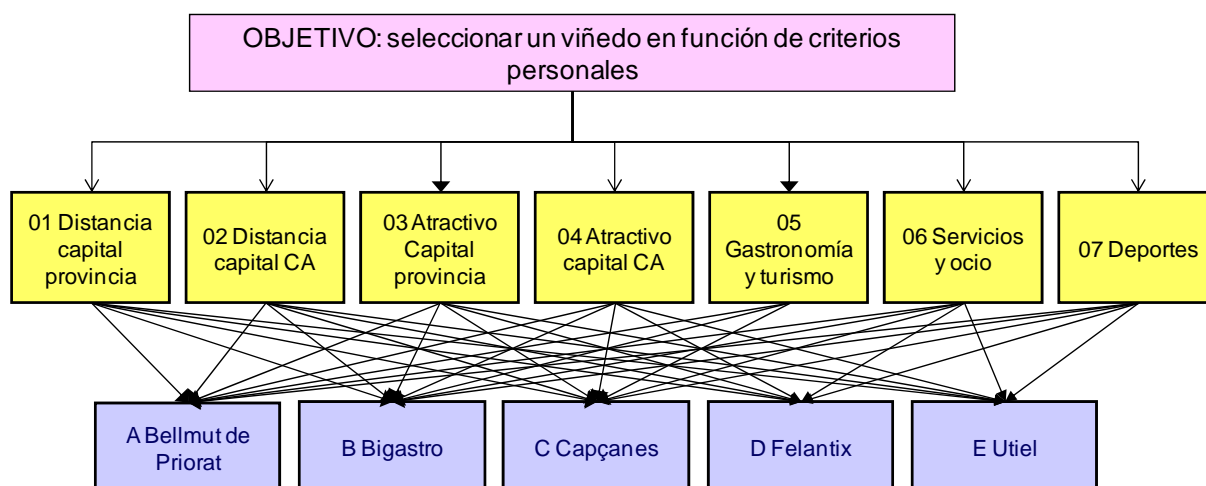 OBJETIVO: seleccionar un viñedo en función de criterios
personales
01 Distancia
capital
provincia
02 Distancia
capital CA
03 Atractivo
Capital
provincia
04 Atractivo
capital CA
05
Gastronomía
y turismo
06 Servicios
y ocio
07 Deportes
A Bellmut de
Priorat
B Bigastro
C Capçanes
D Felantix
E Utiel